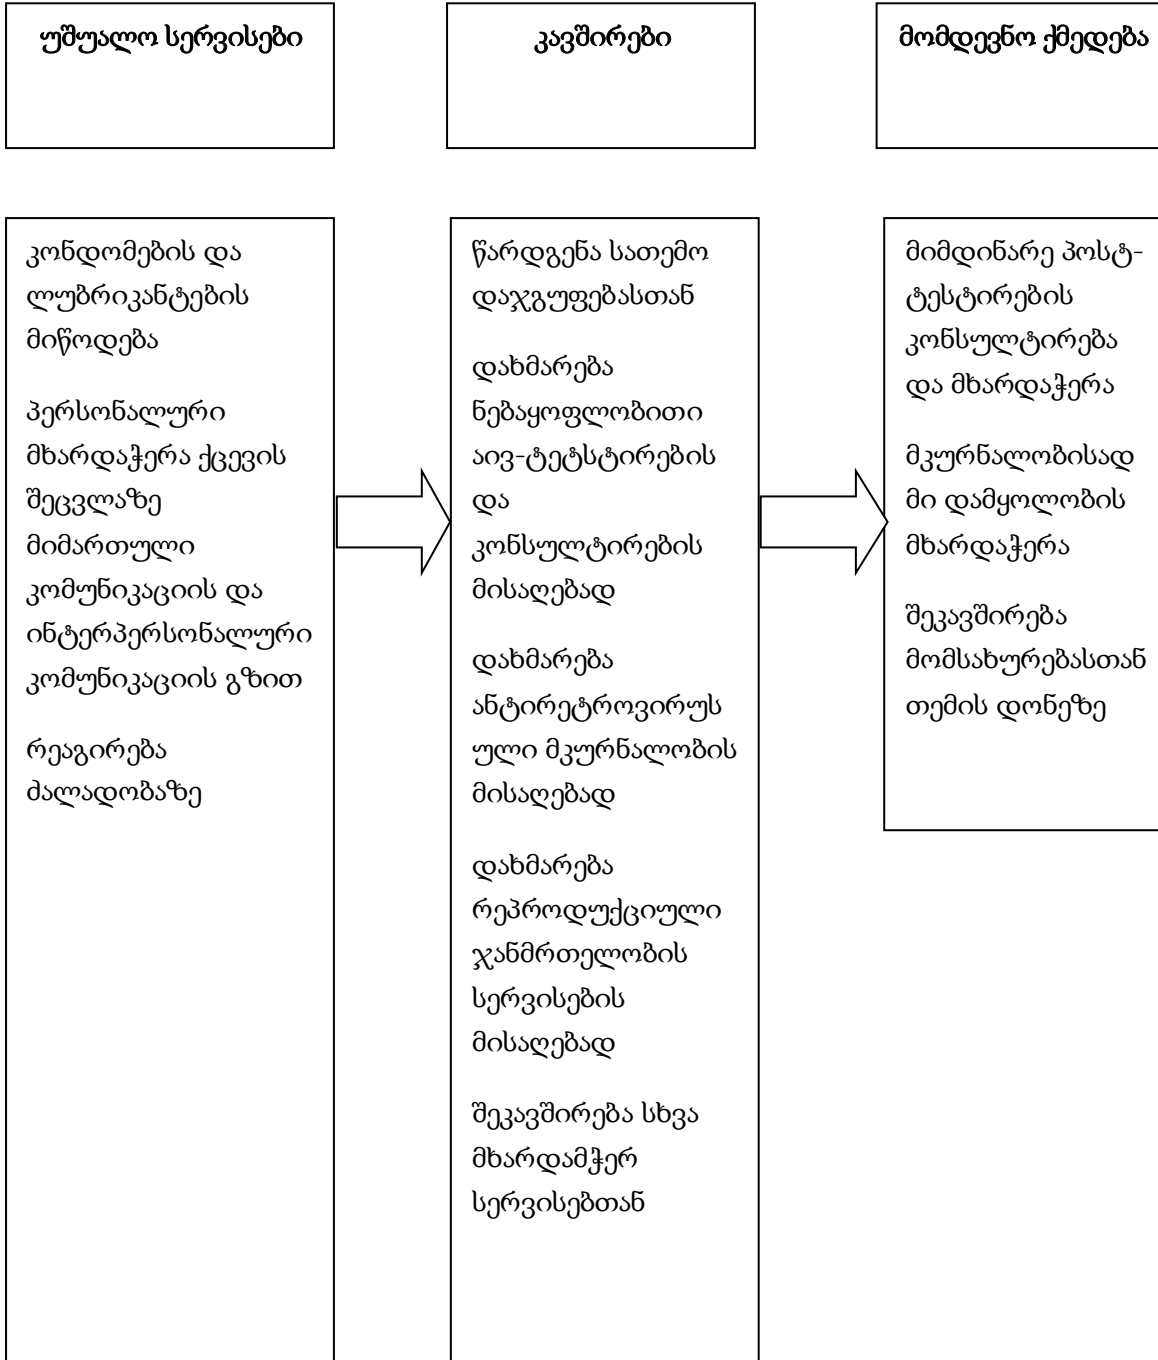 უშუალო სერვისები
კავშირები
მომდევნო ქმედება
კონდომების და
ლუბრიკანტების
მიწოდება
პერსონალური
მხარდაჭერა ქცევის
შეცვლაზე
მიმართული
კომუნიკაციის და
ინტერპერსონალური
კომუნიკაციის გზით
რეაგირება
ძალადობაზე
წარდგენა სათემო
დაჯგუფებასთან
დახმარება
ნებაყოფლობითი
აივ-ტეტსტირების
და
კონსულტირების
მისაღებად
დახმარება
ანტირეტროვირუს
ული მკურნალობის
მისაღებად
დახმარება
რეპროდუქციული
ჯანმრთელობის
სერვისების
მისაღებად
შეკავშირება სხვა
მხარდამჭერ
სერვისებთან
მიმდინარე პოსტ-
ტესტირების
კონსულტირება
და მხარდაჭერა
მკურნალობისად
მი დამყოლობის
მხარდაჭერა
შეკავშირება
მომსახურებასთან
თემის დონეზე